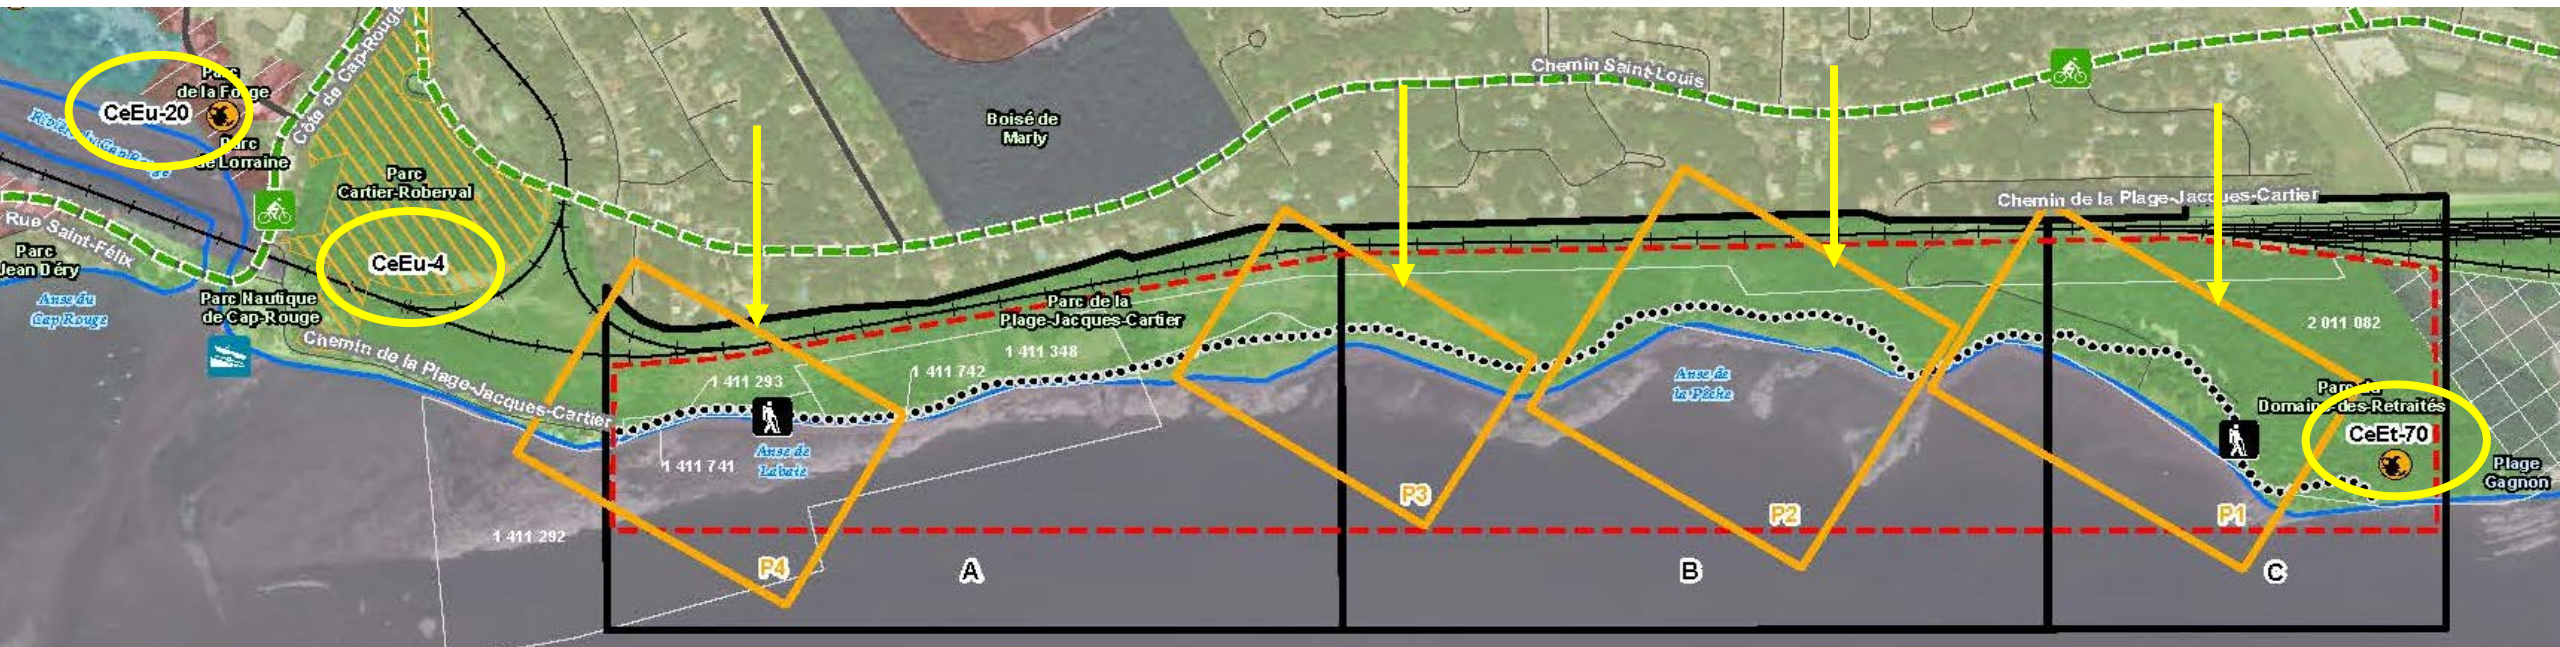 Parc
de la Forge
CeEu-20
Rivière du Cap Rouge
Parc
de Lorraine
Côte de Cap-Rouge
Parc
Cartier-Roberval
CeEu-4
Rue Saint-Félix
Parc
Jean Déry
Anse du
Cap Rouge
Parc Nautique
de Cap-Rouge
Chemin de la Plage-Jacques-Cartier
Boisé de
Marly
Chemin Saint-Louis
Chemin de la Plage-Jacques-Cartier
Parc de la
Plage-Jacques-Cartier
1 411 348
1 411 293
1 411 742
1 411 741
Anse de
Labaie
1 411 292
P4
A
P3
Anse de
la Pêche
P2
B
2 011 082
Domaine-des-Retraités
CeEt-70
Plage
Gagnon
P1
C